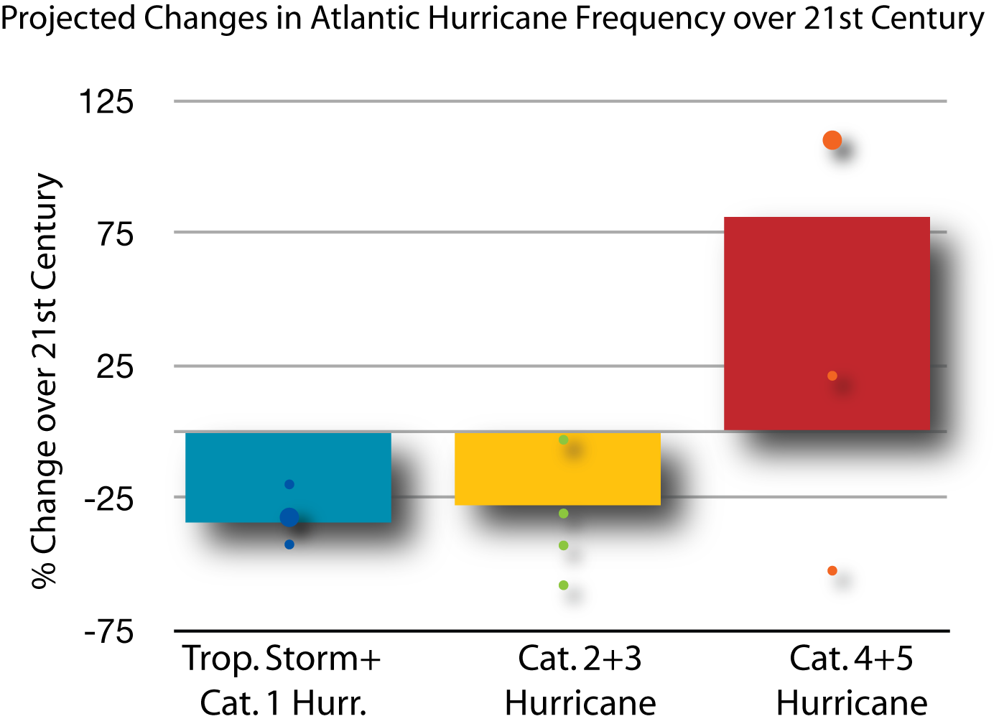 Projected Changes in Atlantic Hurricane Frequency over 21st Century
125
75
25
-25
-75
% Change over 21st Century
Trop. Storm+
Cat. 1 Hurr.
Cat. 2+3
Hurricane
Cat. 4+5
Hurricane